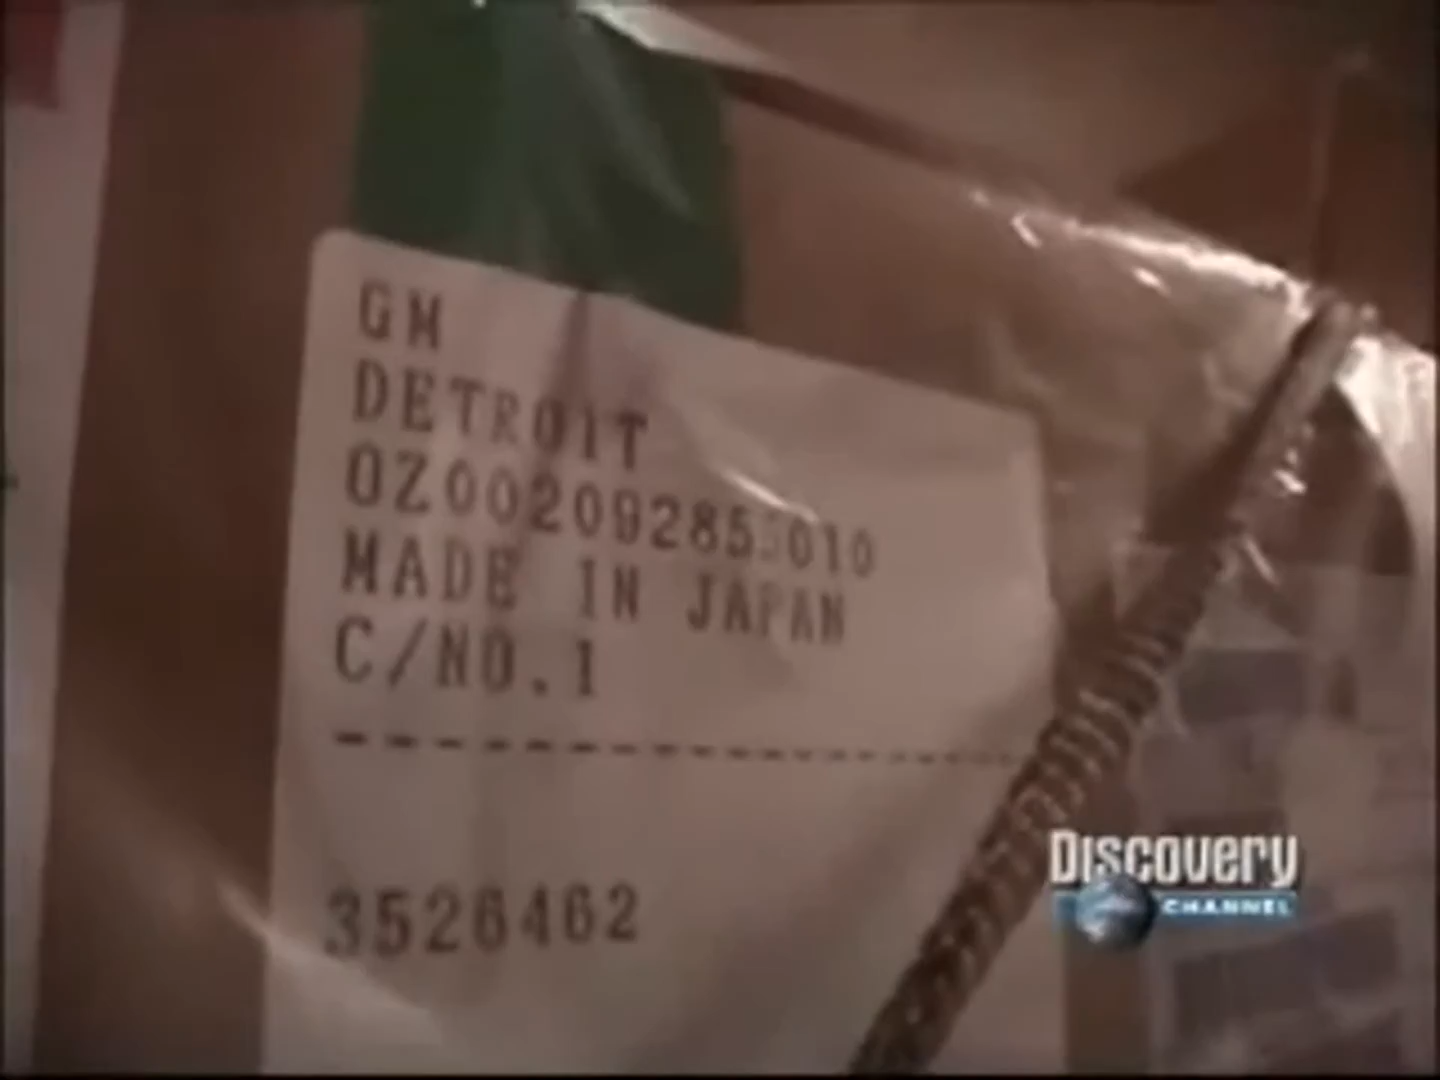 GM
DETROIT
MADE IN JAPAN
C/NO.1
3526462
Discovery
CHANNEL